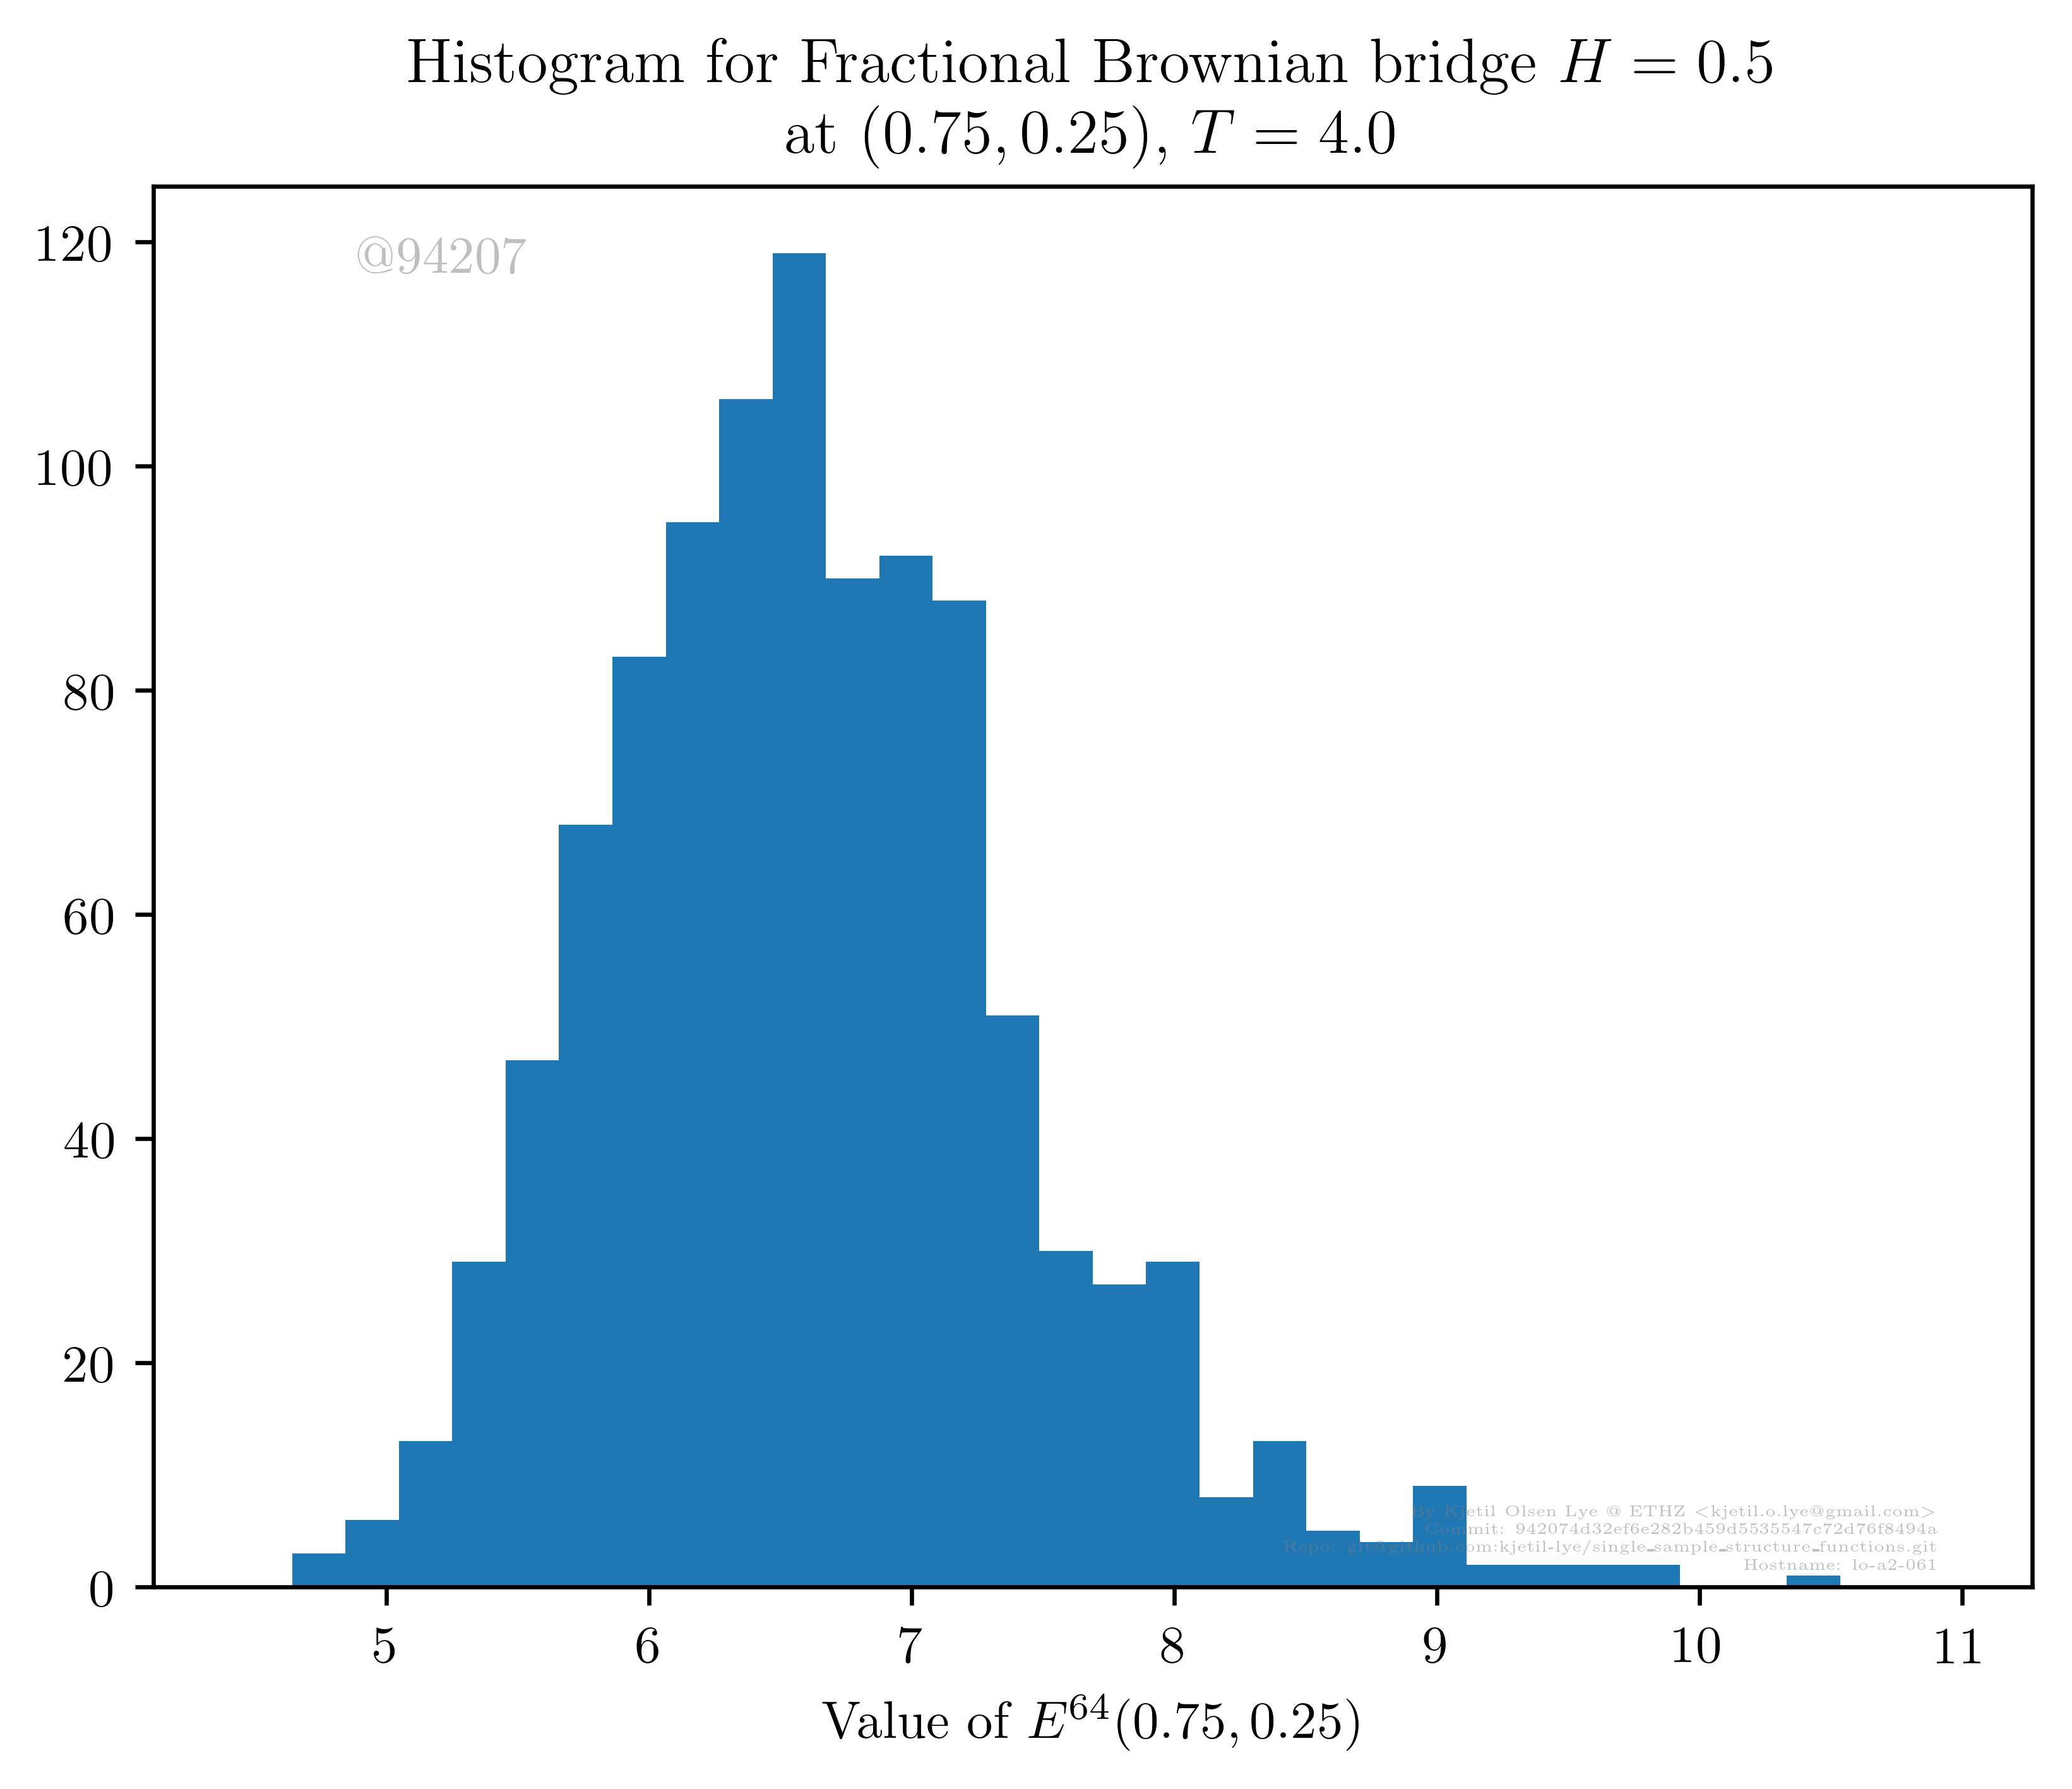 Histogram for Fractional Brownian bridge H = 0.5
at (0.75, 0.25), T = 4.0
120
@94207
100
80
60
40
20
0
By Kjetil Olsen Lye @ ETHZ <kjetil.o.lye@gmail.com>
Commit: 942074d32ef6e282b459d5535547c72d76f8494a
Repo: git@github.com:kjetil-lye/single_sample_structure_functions.git
Hostname: lo-a2-061
5 6 7 8 9 10 11
Value of E^64(0.75, 0.25)